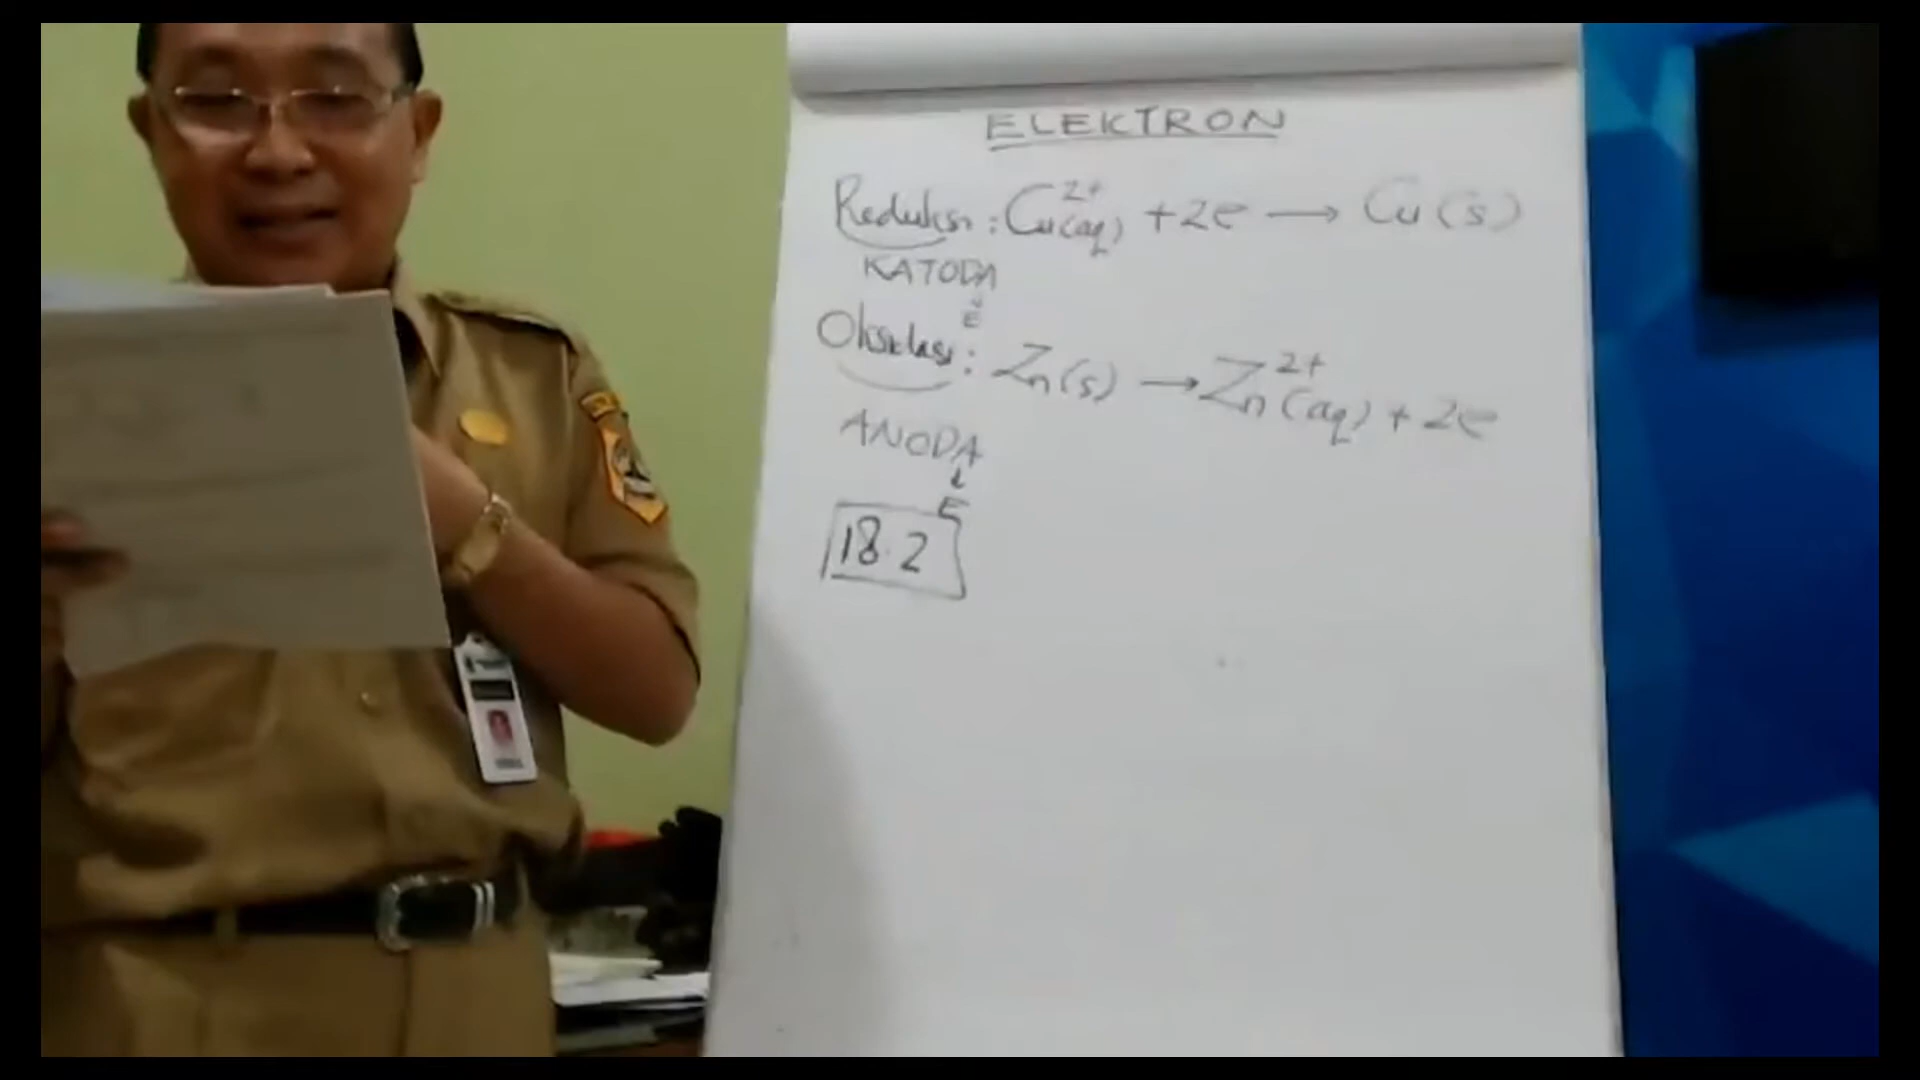 ELEKTRON
Reduksi : Cu²⁺(aq) + 2e → Cu (s)
KATODA
↓
E
Oksidasi : Zn (s) → Zn²⁺(aq) + 2e
ANODA
↓
E
18.2